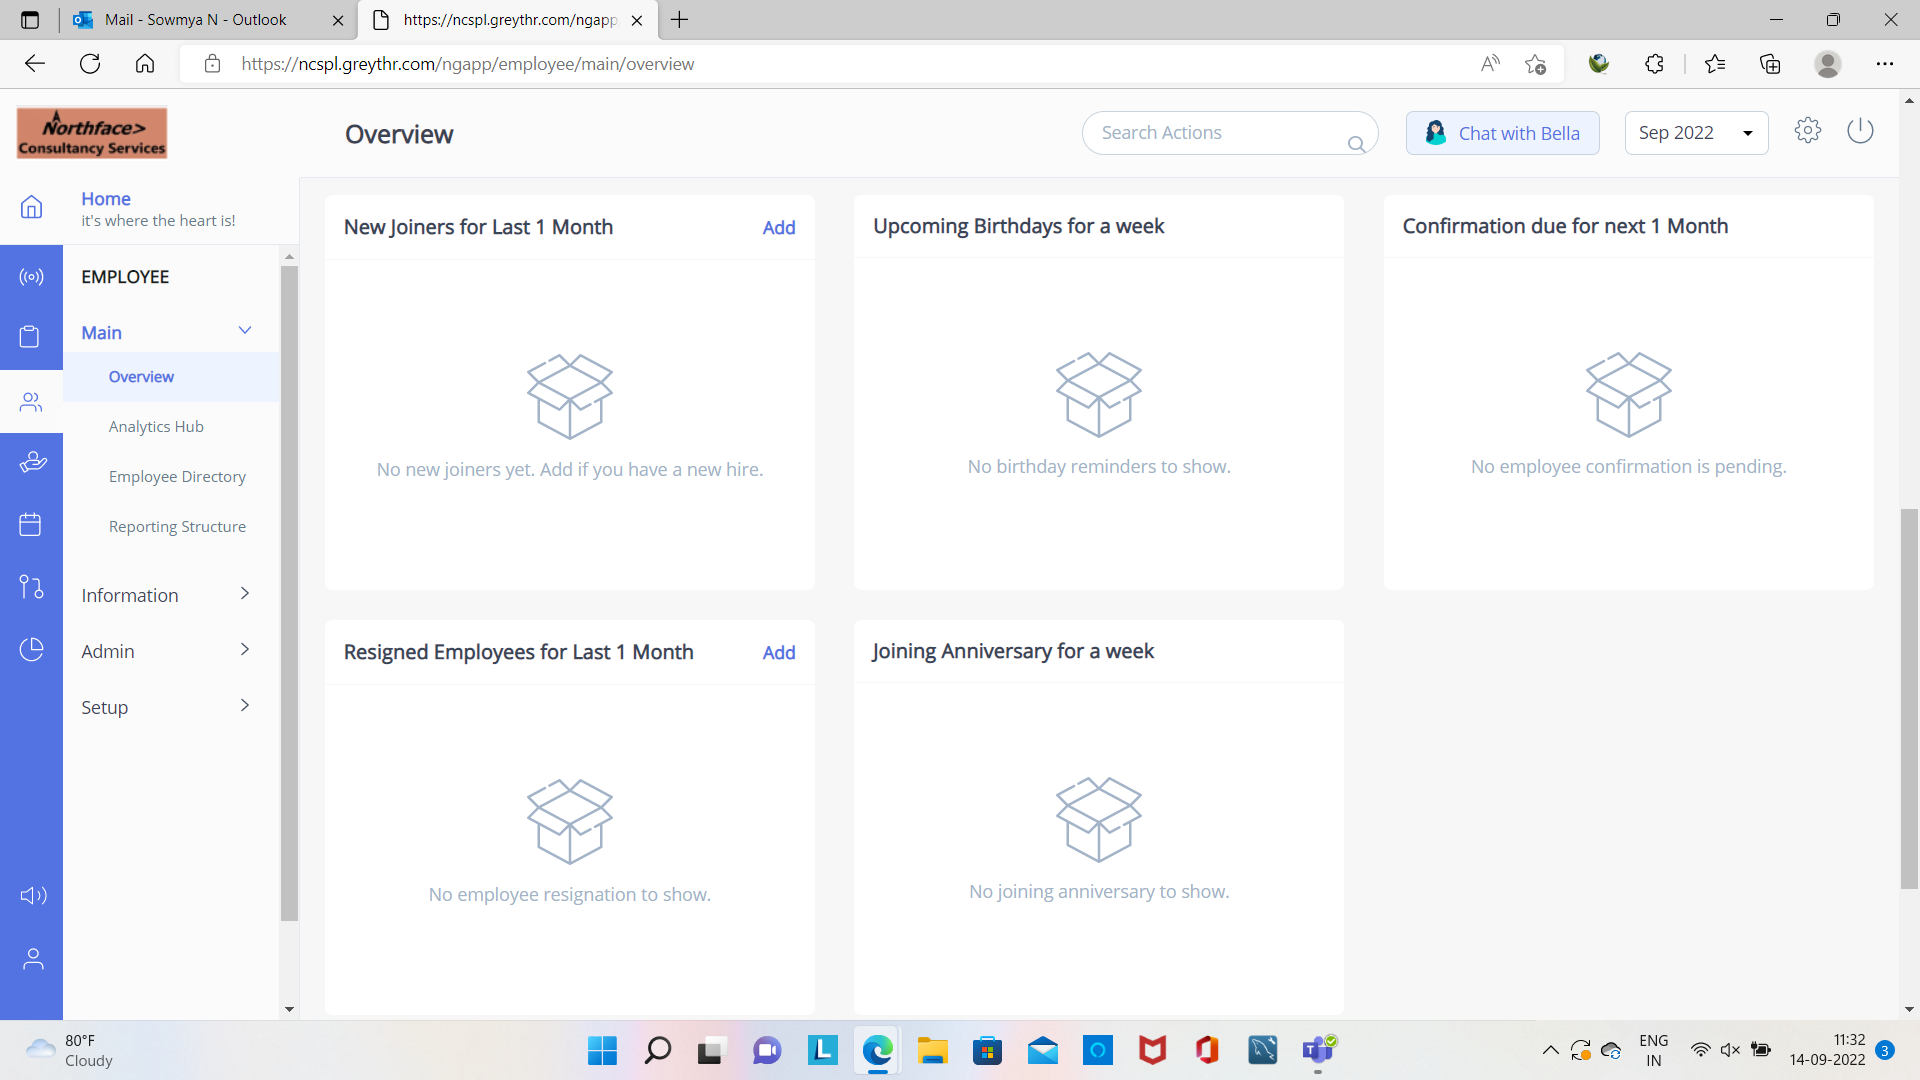 Mail - Sowmya N - Outlook
https://ncspl.greythr.com/ngapp
https://ncspl.greythr.com/ngapp/employee/main/overview
Northface>
Consultancy Services
Overview
Search Actions
Chat with Bella
Sep 2022
Home
it's where the heart is!
EMPLOYEE
Main
Overview
Analytics Hub
Employee Directory
Reporting Structure
Information
Admin
Setup
New Joiners for Last 1 Month
Add
No new joiners yet. Add if you have a new hire.
Upcoming Birthdays for a week
No birthday reminders to show.
Confirmation due for next 1 Month
No employee confirmation is pending.
Resigned Employees for Last 1 Month
Add
No employee resignation to show.
Joining Anniversary for a week
No joining anniversary to show.
80°F
Cloudy
ENG
IN
11:32
14-09-2022
3